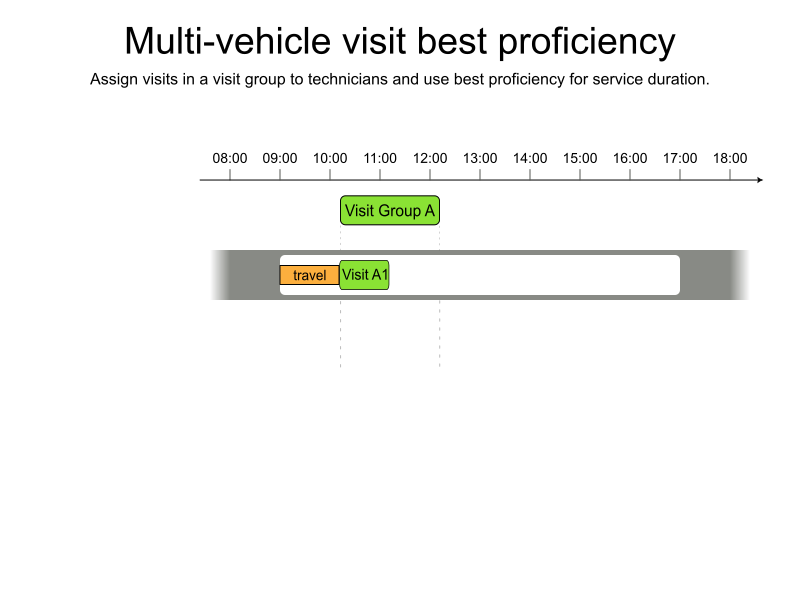 Multi-vehicle visit best proficiency
Assign visits in a visit group to technicians and use best proficiency for service duration.
08:00 09:00 10:00 11:00 12:00 13:00 14:00 15:00 16:00 17:00 18:00
Visit Group A
travel Visit A1